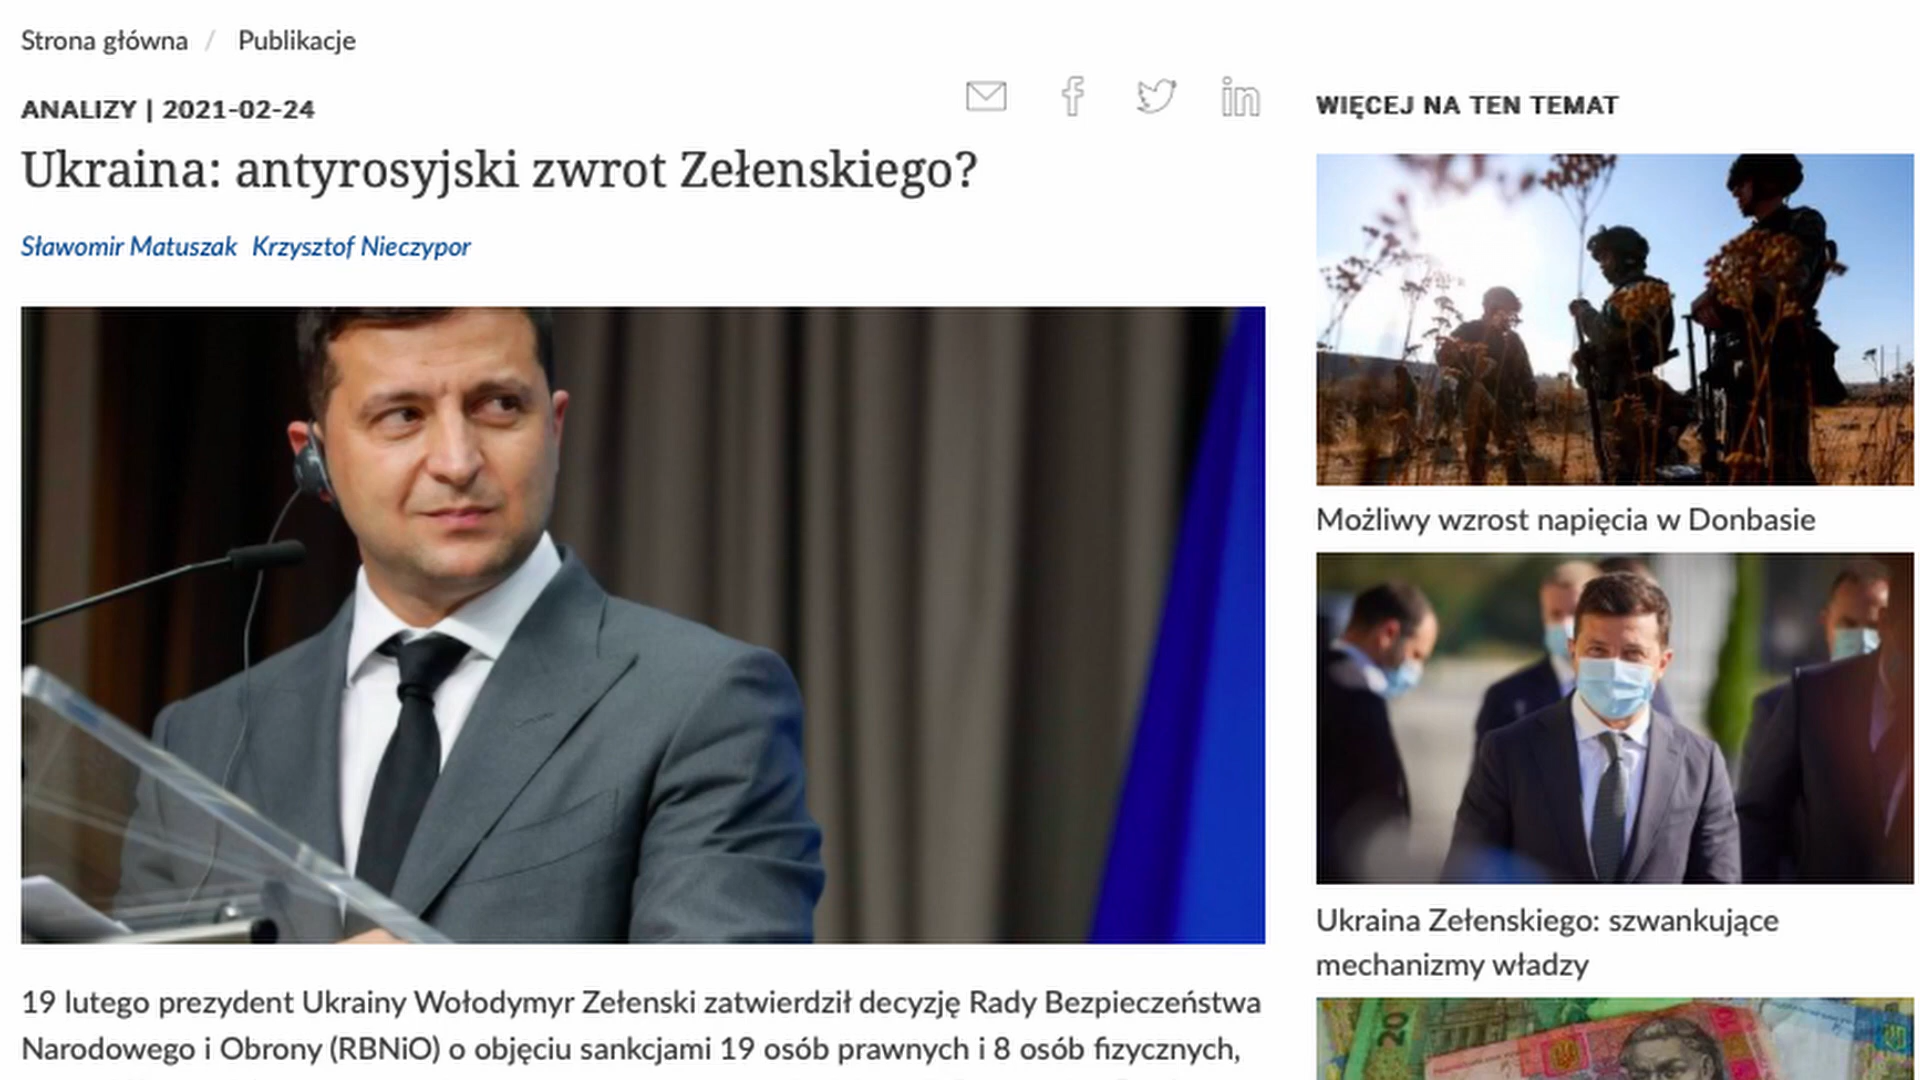 Strona główna / Publikacje
ANALIZY | 2021-02-24
Ukraina: antyrosyjski zwrot Zełenskiego?
Sławomir Matuszak Krzysztof Nieczypor
19 lutego prezydent Ukrainy Wołodymyr Zełenski zatwierdził decyzję Rady Bezpieczeństwa
Narodowego i Obrony (RBNiO) o objęciu sankcjami 19 osób prawnych i 8 osób fizycznych,
WIĘCEJ NA TEN TEMAT
Możliwy wzrost napięcia w Donbasie
Ukraina Zełenskiego: szwankujące
mechanizmy władzy
20